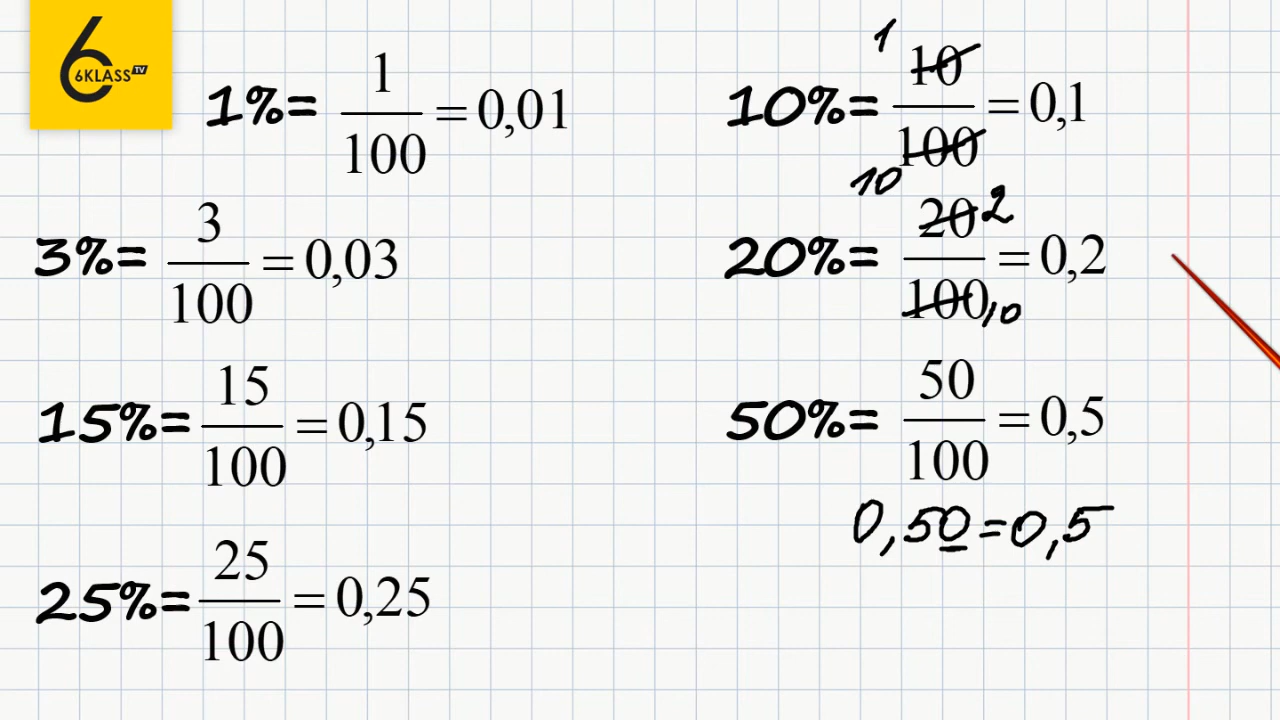 6KLASS TV
1%= 1/100 = 0,01
3%= 3/100 = 0,03
15%= 15/100 = 0,15
25%= 25/100 = 0,25
10%= 10/100 = 0,1
1
10
20%= 20/100 = 0,2
2
10
50%= 50/100 = 0,5
0,50=0,5